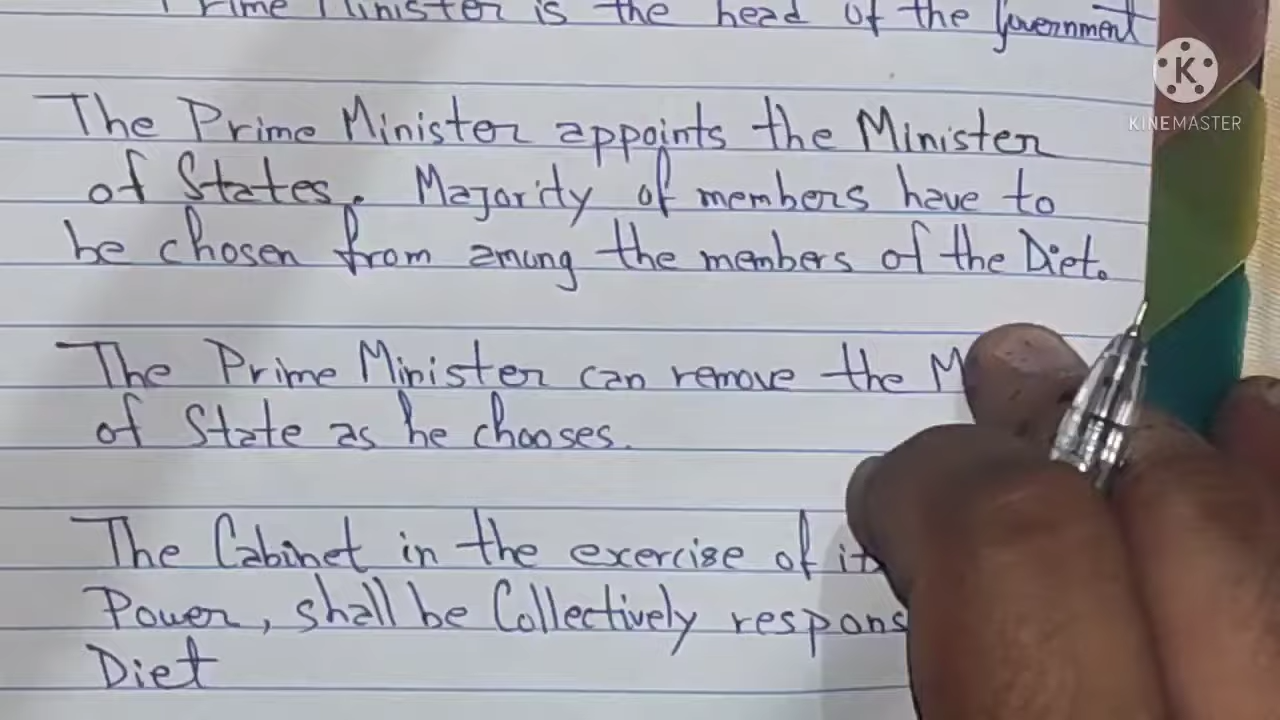 Prime Minister is the head of the Government
The Prime Minister appoints the Minister
of States. Majority of members have to
be chosen from among the members of the Diet.
The Prime Minister can remove the M
of State as he chooses.
The Cabinet in the exercise of its
Power, shall be Collectively respons
Diet
K
KINEMASTER